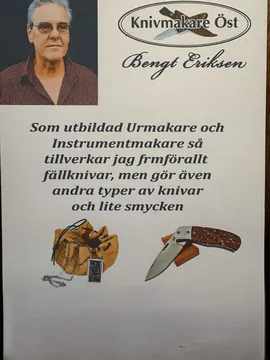 Knivmakare Öst
Bengt Eriksen
Som utbildad Urmakare och
Instrumentmakare så
tillverkar jag frmförallt
fällknivar, men gör även
andra typer av knivar
och lite smycken